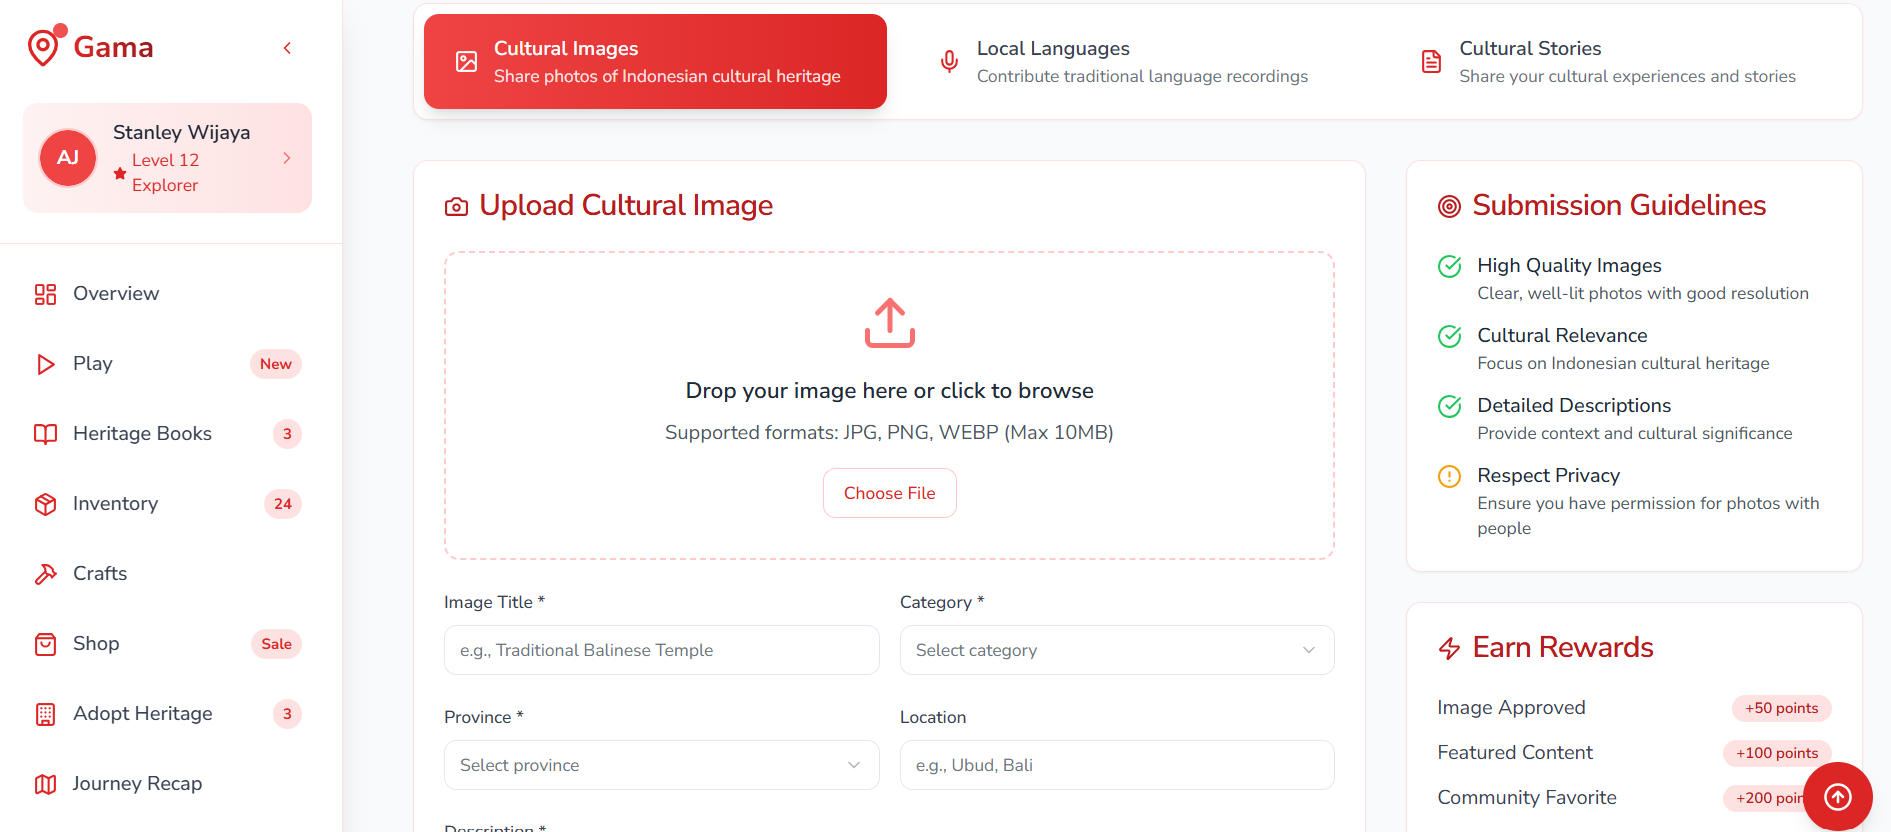 Gama
AJ
Stanley Wijaya
Level 12
Explorer
Overview
Play
New
Heritage Books
3
Inventory
24
Crafts
Shop
Sale
Adopt Heritage
3
Journey Recap
Cultural Images
Share photos of Indonesian cultural heritage
Local Languages
Contribute traditional language recordings
Cultural Stories
Share your cultural experiences and stories
Upload Cultural Image
Drop your image here or click to browse
Supported formats: JPG, PNG, WEBP (Max 10MB)
Choose File
Image Title *
e.g., Traditional Balinese Temple
Category *
Select category
Province *
Select province
Location
e.g., Ubud, Bali
Description *
Submission Guidelines
High Quality Images
Clear, well-lit photos with good resolution
Cultural Relevance
Focus on Indonesian cultural heritage
Detailed Descriptions
Provide context and cultural significance
Respect Privacy
Ensure you have permission for photos with
people
Earn Rewards
Image Approved
+50 points
Featured Content
+100 points
Community Favorite
+200